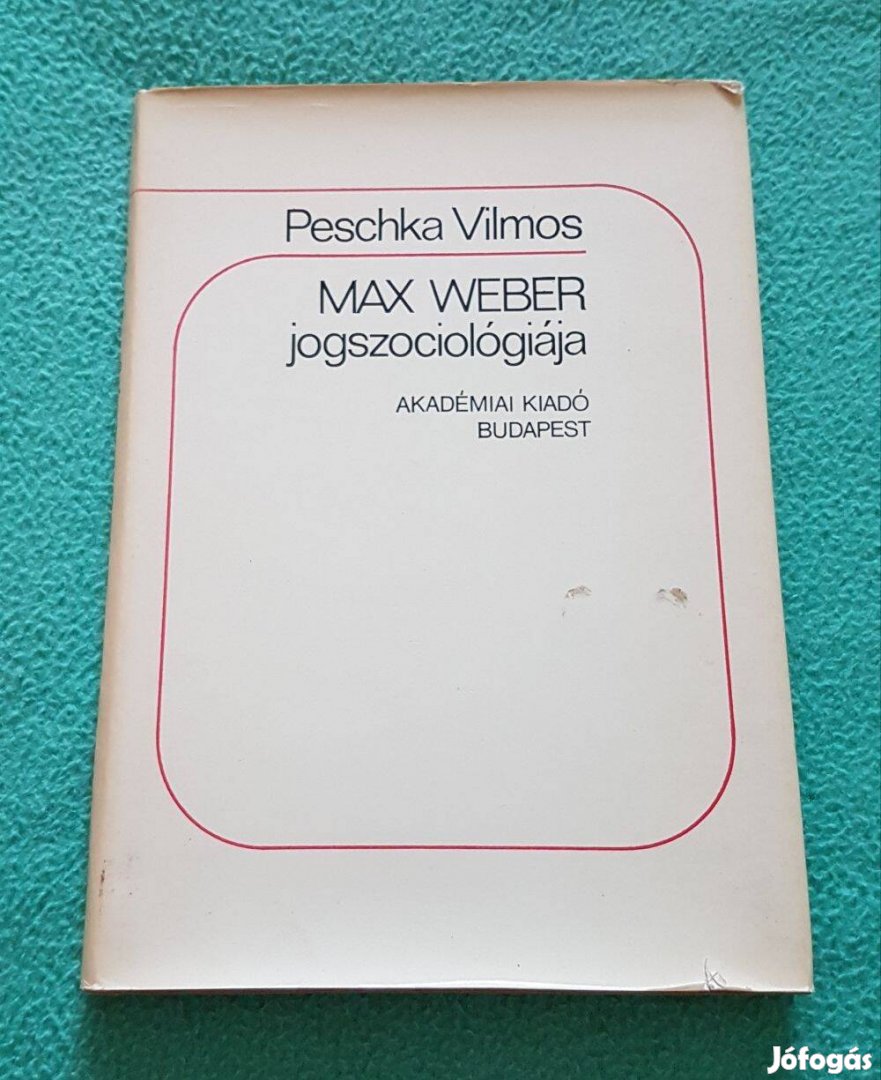 Peschka Vilmos
MAX WEBER
jogszociológiája
AKADÉMIAI KIADÓ
BUDAPEST
Jófogás